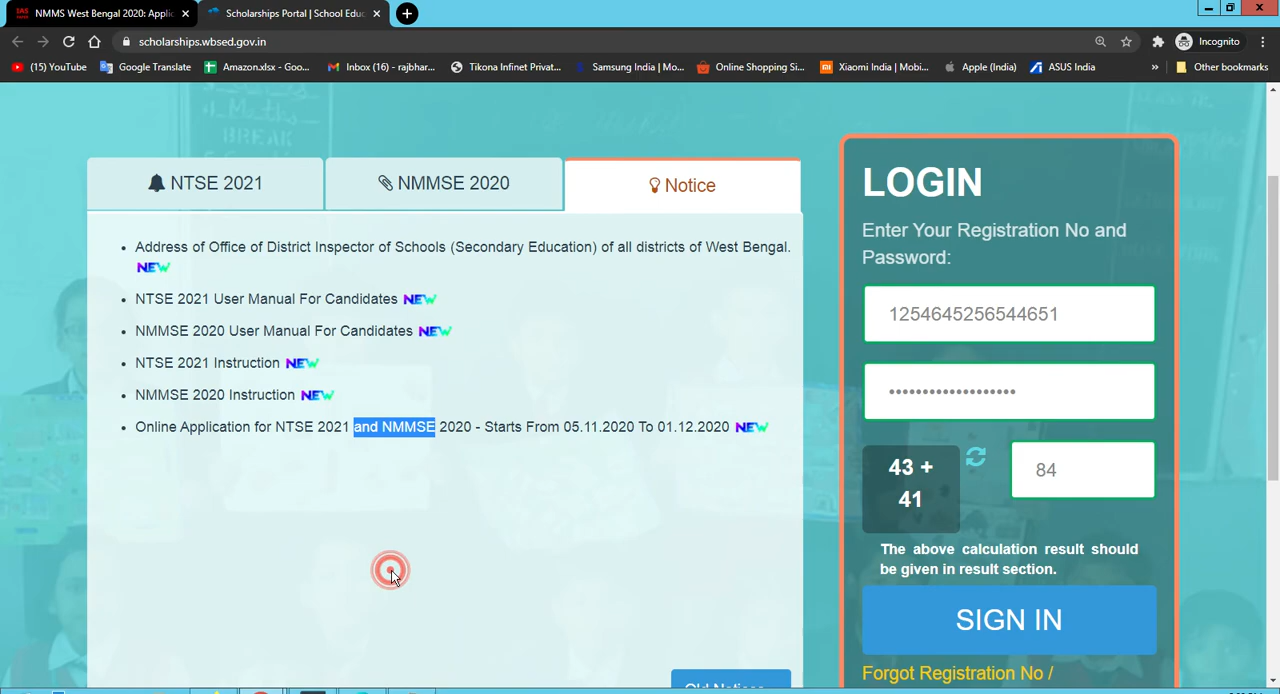 NMMS West Bengal 2020: Applic
Scholarships Portal | School Educ
scholarships.wbsed.gov.in
Incognito
(15) YouTube
Google Translate
Amazon.xlsx - Goo...
Inbox (16) - rajbhar...
Tikona Infinet Privat...
Samsung India | Mo...
Online Shopping Si...
Xiaomi India | Mobi...
Apple (India)
ASUS India
»
Other bookmarks
BREAK
NTSE 2021
NMMSE 2020
Notice
Address of Office of District Inspector of Schools (Secondary Education) of all districts of West Bengal.
NEW
NTSE 2021 User Manual For Candidates NEW
NMMSE 2020 User Manual For Candidates NEW
NTSE 2021 Instruction NEW
NMMSE 2020 Instruction NEW
Online Application for NTSE 2021 and NMMSE 2020 - Starts From 05.11.2020 To 01.12.2020 NEW
Old Notices
LOGIN
Enter Your Registration No and
Password:
1254645256544651
43 +
41
84
The above calculation result should
be given in result section.
SIGN IN
Forgot Registration No /